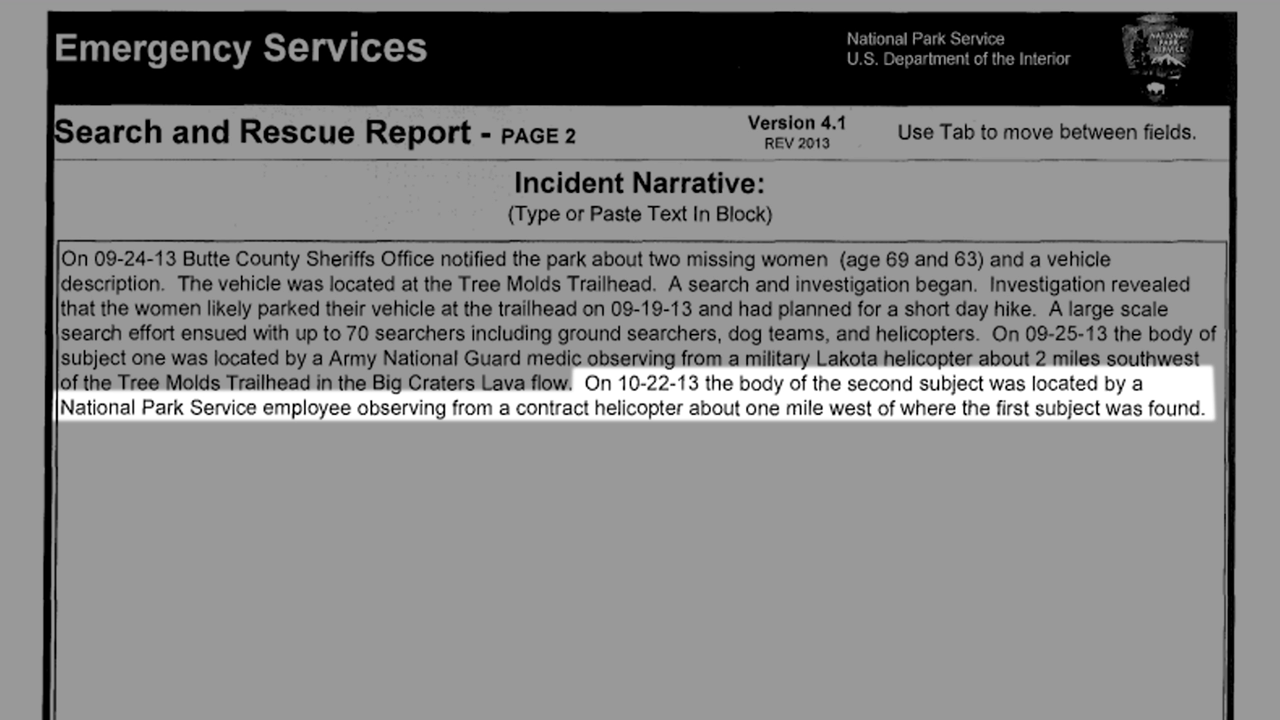 Emergency Services
National Park Service
U.S. Department of the Interior
NATIONAL
PARK
SERVICE
Search and Rescue Report - PAGE 2
Version 4.1
REV 2013
Use Tab to move between fields.
Incident Narrative:
(Type or Paste Text In Block)
On 09-24-13 Butte County Sheriffs Office notified the park about two missing women (age 69 and 63) and a vehicle
description. The vehicle was located at the Tree Molds Trailhead. A search and investigation began. Investigation revealed
that the women likely parked their vehicle at the trailhead on 09-19-13 and had planned for a short day hike. A large scale
search effort ensued with up to 70 searchers including ground searchers, dog teams, and helicopters. On 09-25-13 the body of
subject one was located by a Army National Guard medic observing from a military Lakota helicopter about 2 miles southwest
of the Tree Molds Trailhead in the Big Craters Lava flow. On 10-22-13 the body of the second subject was located by a
National Park Service employee observing from a contract helicopter about one mile west of where the first subject was found.